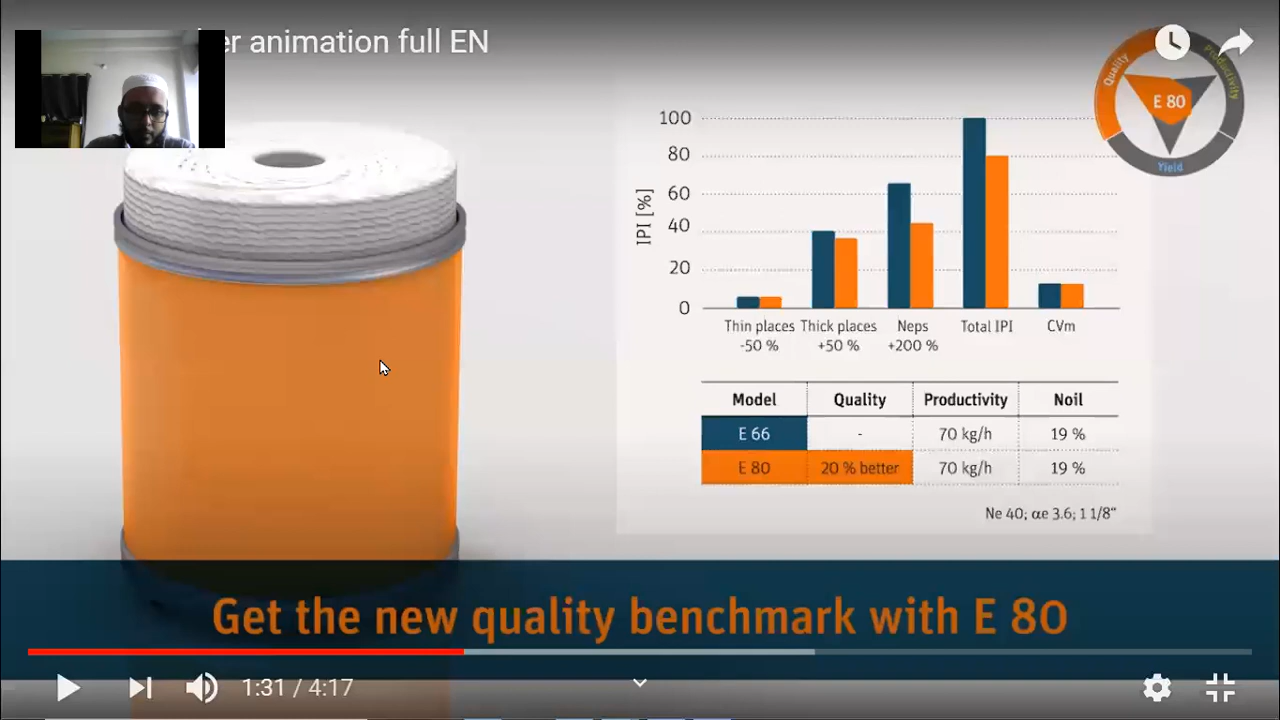 er animation full EN
Quality
Productivity
E 80
Yield
IPI [%]
100
80
60
40
20
0
Thin places Thick places Neps Total IPI CVm
-50 % +50 % +200 %
Model Quality Productivity Noil
E 66 - 70 kg/h 19 %
E 80 20 % better 70 kg/h 19 %
Ne 40; αe 3.6; 1 1/8“
Get the new quality benchmark with E 80
1:31 / 4:17